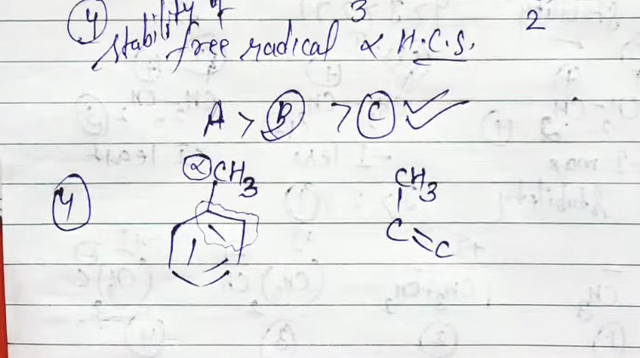 4 stability of
free radical ∝ H.C.S.
3 2
A > B > C
4 α CH3 CH3
C=C